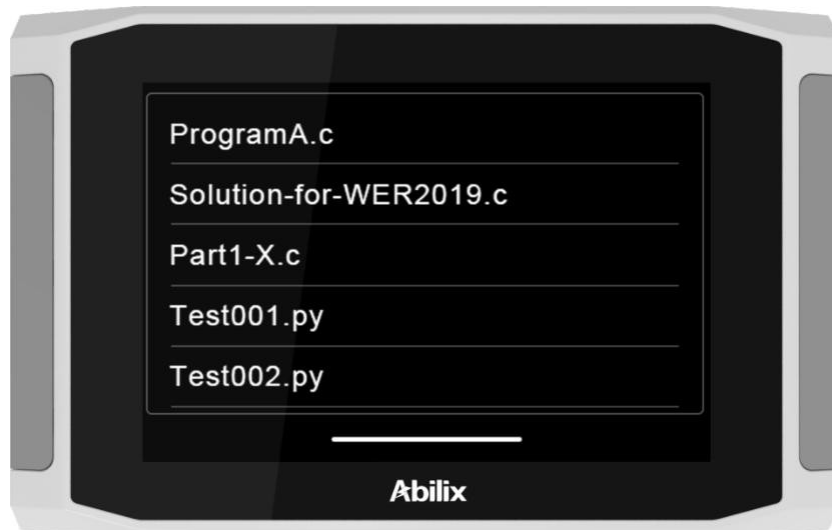 ProgramA.c
Solution-for-WER2019.c
Part1-X.c
Test001.py
Test002.py
Abilix